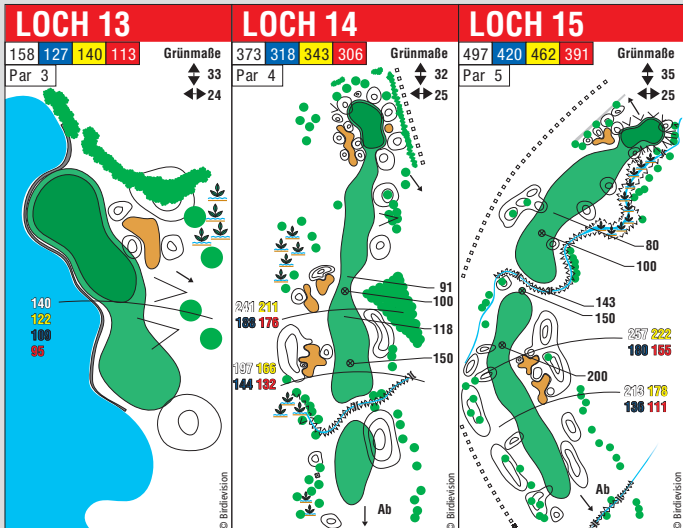 LOCH 13
158 127 140 113 Grünmaße
Par 3
33
24
140
122
109
95
© Birdievision
LOCH 14
373 318 343 306 Grünmaße
Par 4
32
25
91
100
241 211
188 176
118
150
197 166
144 132
Ab
© Birdievision
LOCH 15
497 420 462 391 Grünmaße
Par 5
35
25
80
100
143
150
257 222
180 155
200
213 178
136 111
Ab
© Birdievision